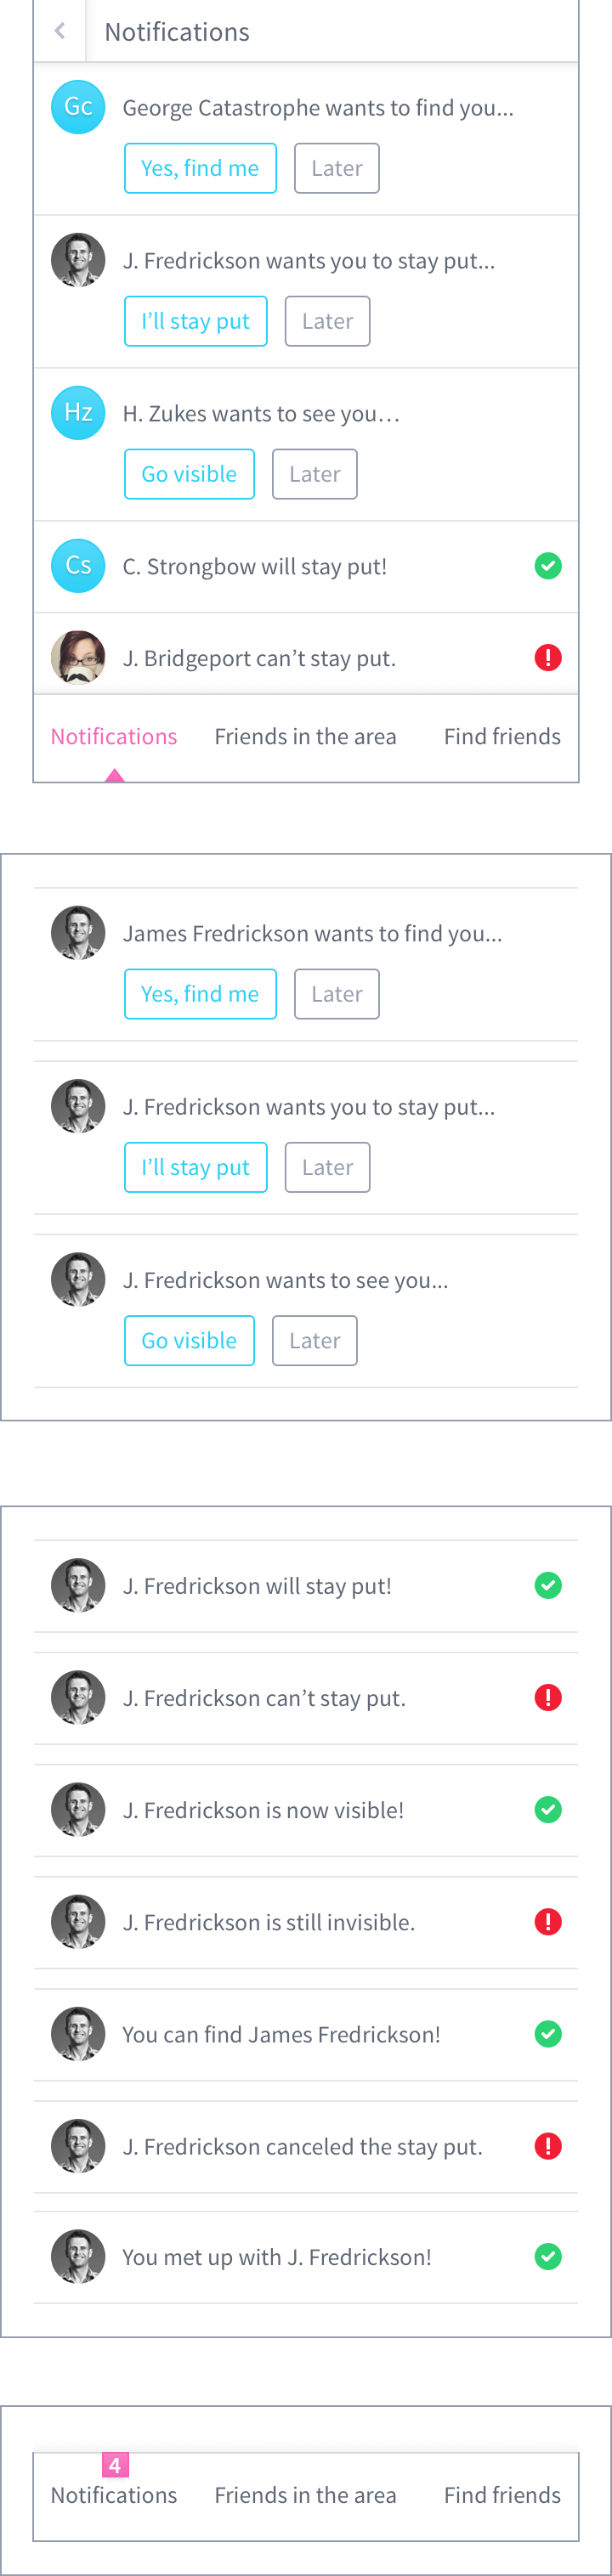 Notifications
Gc
George Catastrophe wants to find you...
Yes, find me
Later
J. Fredrickson wants you to stay put...
I’ll stay put
Later
Hz
H. Zukes wants to see you…
Go visible
Later
Cs
C. Strongbow will stay put!
J. Bridgeport can’t stay put.
Notifications
Friends in the area
Find friends
James Fredrickson wants to find you...
Yes, find me
Later
J. Fredrickson wants you to stay put...
I’ll stay put
Later
J. Fredrickson wants to see you...
Go visible
Later
J. Fredrickson will stay put!
J. Fredrickson can’t stay put.
J. Fredrickson is now visible!
J. Fredrickson is still invisible.
You can find James Fredrickson!
J. Fredrickson canceled the stay put.
You met up with J. Fredrickson!
4
Notifications
Friends in the area
Find friends